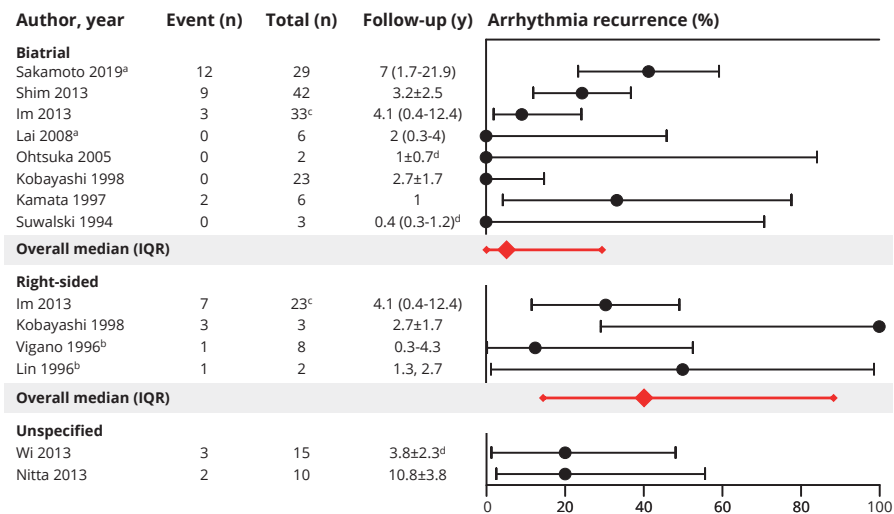 Author, year Event (n) Total (n) Follow-up (y) Arrhythmia recurrence (%)
Biatrial
Sakamoto 2019ᵃ 12 29 7 (1.7-21.9)
Shim 2013 9 42 3.2±2.5
Im 2013 3 33ᶜ 4.1 (0.4-12.4)
Lai 2008ᵃ 0 6 2 (0.3-4)
Ohtsuka 2005 0 2 1±0.7ᵈ
Kobayashi 1998 0 23 2.7±1.7
Kamata 1997 2 6 1
Suwalski 1994 0 3 0.4 (0.3-1.2)ᵈ
Overall median (IQR)
Right-sided
Im 2013 7 23ᶜ 4.1 (0.4-12.4)
Kobayashi 1998 3 3 2.7±1.7
Vigano 1996ᵇ 1 8 0.3-4.3
Lin 1996ᵇ 1 2 1.3, 2.7
Overall median (IQR)
Unspecified
Wi 2013 3 15 3.8±2.3ᵈ
Nitta 2013 2 10 10.8±3.8
0 20 40 60 80 100